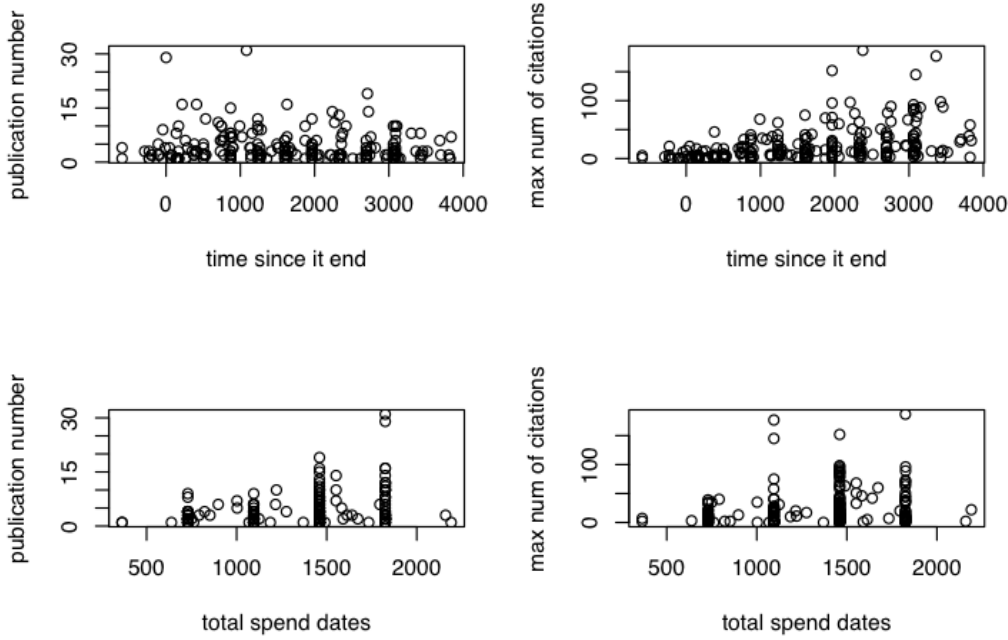 publication number
30
15
0
0 1000 2000 3000 4000
time since it end
max num of citations
100
0
0 1000 2000 3000 4000
time since it end
publication number
30
15
0
500 1000 1500 2000
total spend dates
max num of citations
100
0
500 1000 1500 2000
total spend dates